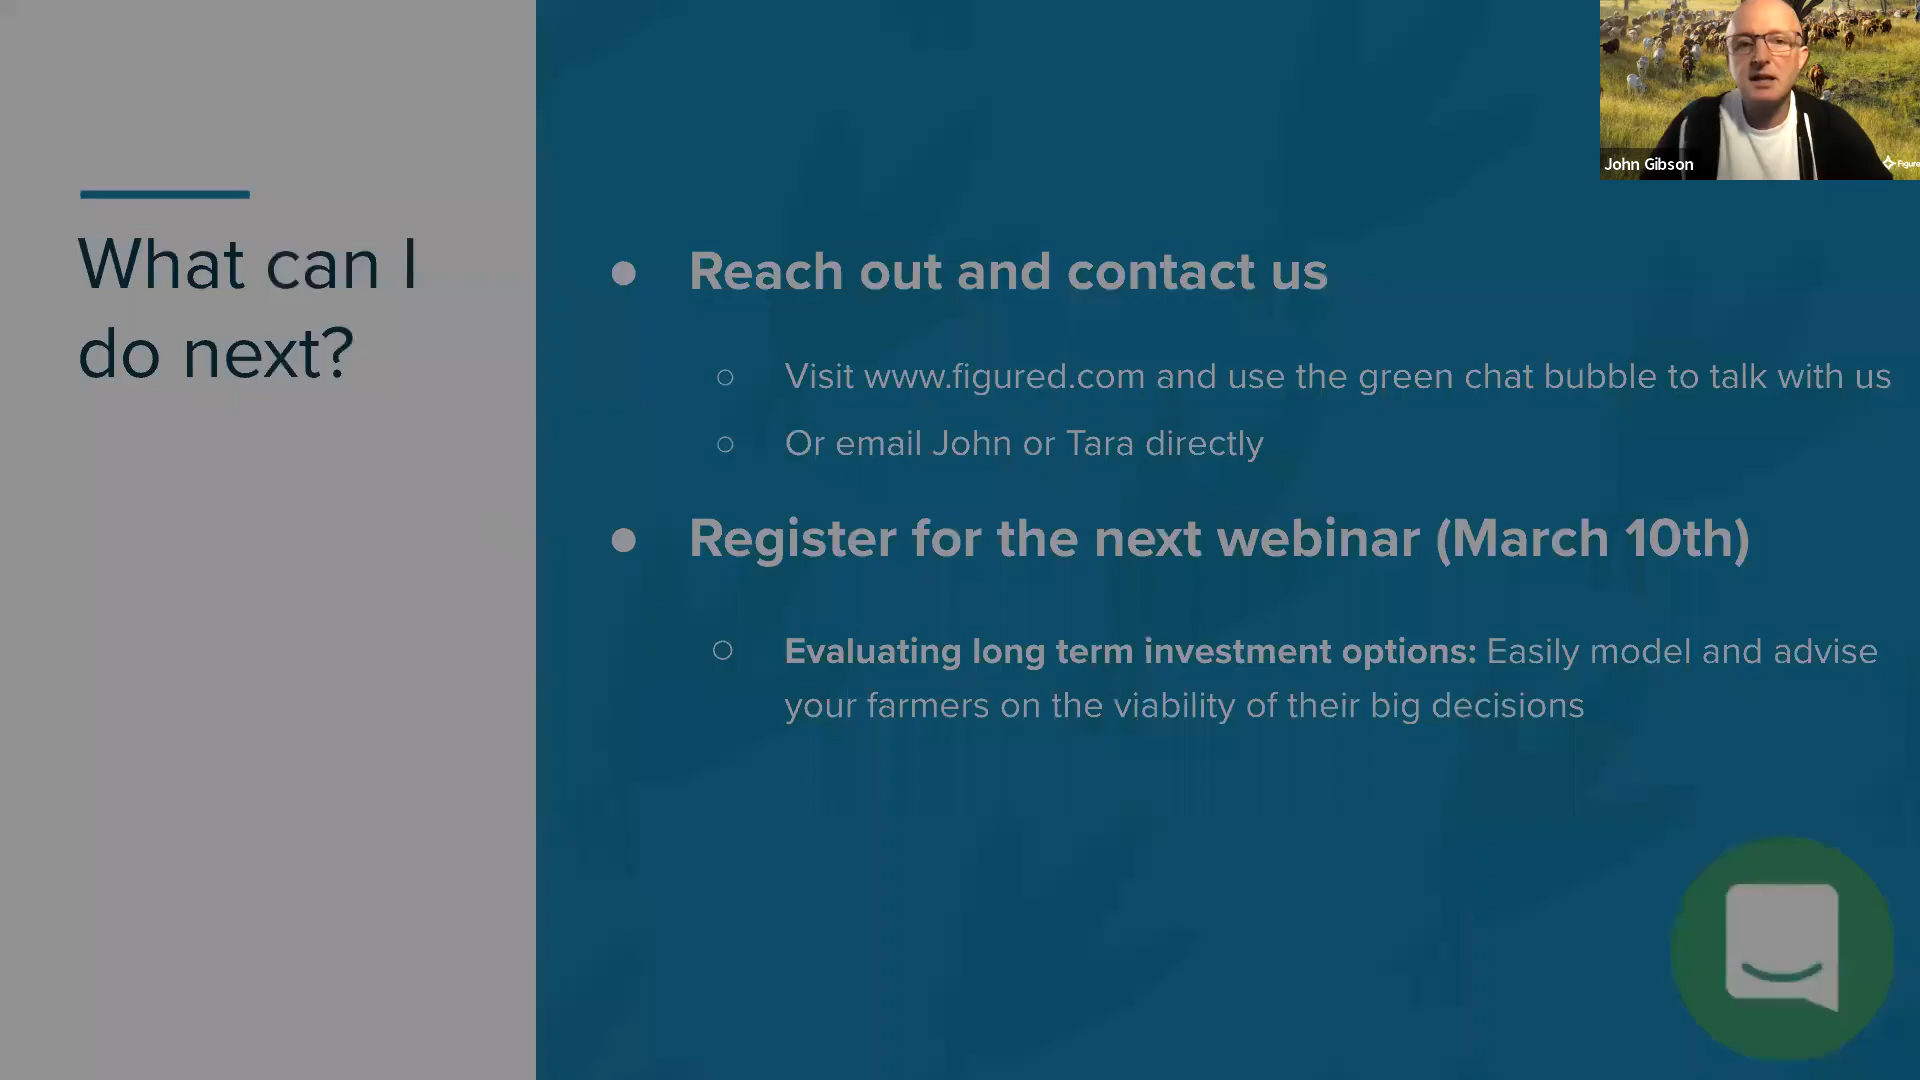 What can I
do next?
Reach out and contact us
Visit www.figured.com and use the green chat bubble to talk with us
Or email John or Tara directly
Register for the next webinar (March 10th)
Evaluating long term investment options: Easily model and advise
your farmers on the viability of their big decisions
John Gibson
Figure